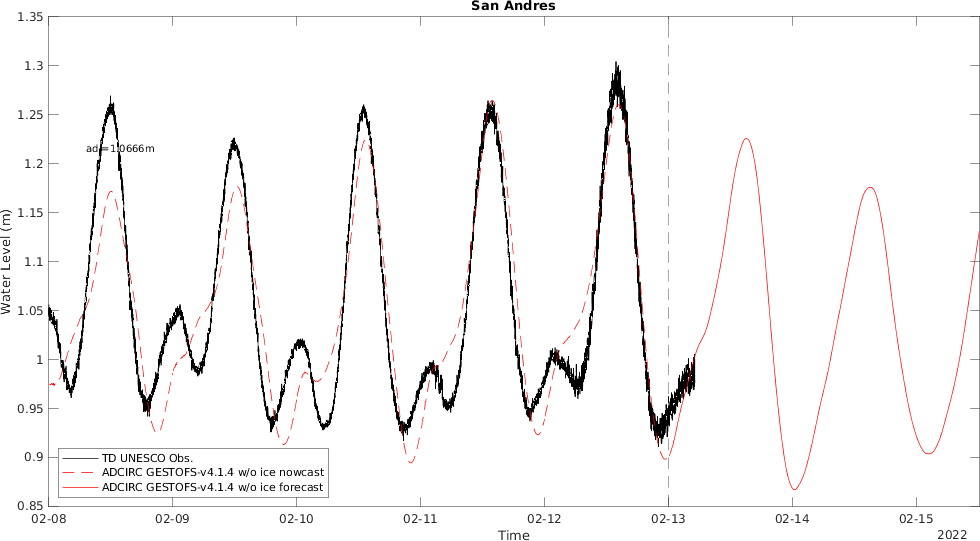 San Andres
1.35
1.3
1.25
1.2
1.15
1.1
1.05
1
0.95
0.9
0.85
Water Level (m)
adj=1.0666m
TD UNESCO Obs.
ADCIRC GESTOFS-v4.1.4 w/o ice nowcast
ADCIRC GESTOFS-v4.1.4 w/o ice forecast
02-08 02-09 02-10 02-11 02-12 02-13 02-14 02-15
Time
2022